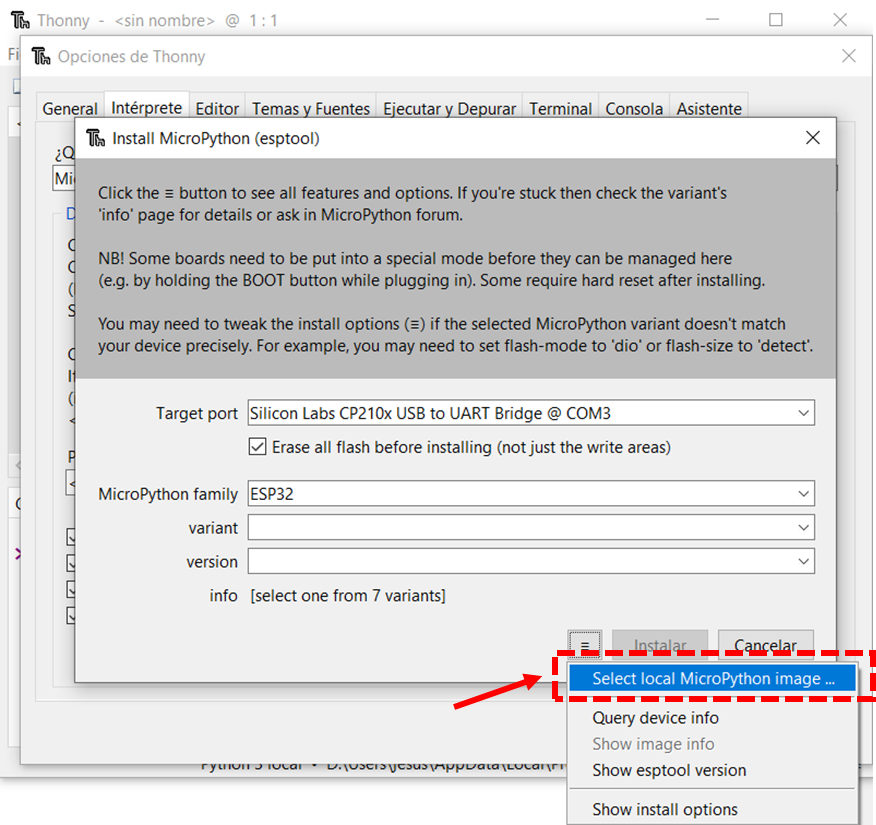 Thonny - <sin nombre> @ 1 : 1
Opciones de Thonny
General Intérprete Editor Temas y Fuentes Ejecutar y Depurar Terminal Consola Asistente
Install MicroPython (esptool)
Click the ≡ button to see all features and options. If you're stuck then check the variant's
'info' page for details or ask in MicroPython forum.
NB! Some boards need to be put into a special mode before they can be managed here
(e.g. by holding the BOOT button while plugging in). Some require hard reset after installing.
You may need to tweak the install options (≡) if the selected MicroPython variant doesn't match
your device precisely. For example, you may need to set flash-mode to 'dio' or flash-size to 'detect'.
Target port Silicon Labs CP210x USB to UART Bridge @ COM3
Erase all flash before installing (not just the write areas)
MicroPython family ESP32
variant
version
info [select one from 7 variants]
≡ Instalar Cancelar
Select local MicroPython image ...
Query device info
Show image info
Show esptool version
Show install options
Python 3 local • D:\Users\jesus\AppData\Local\